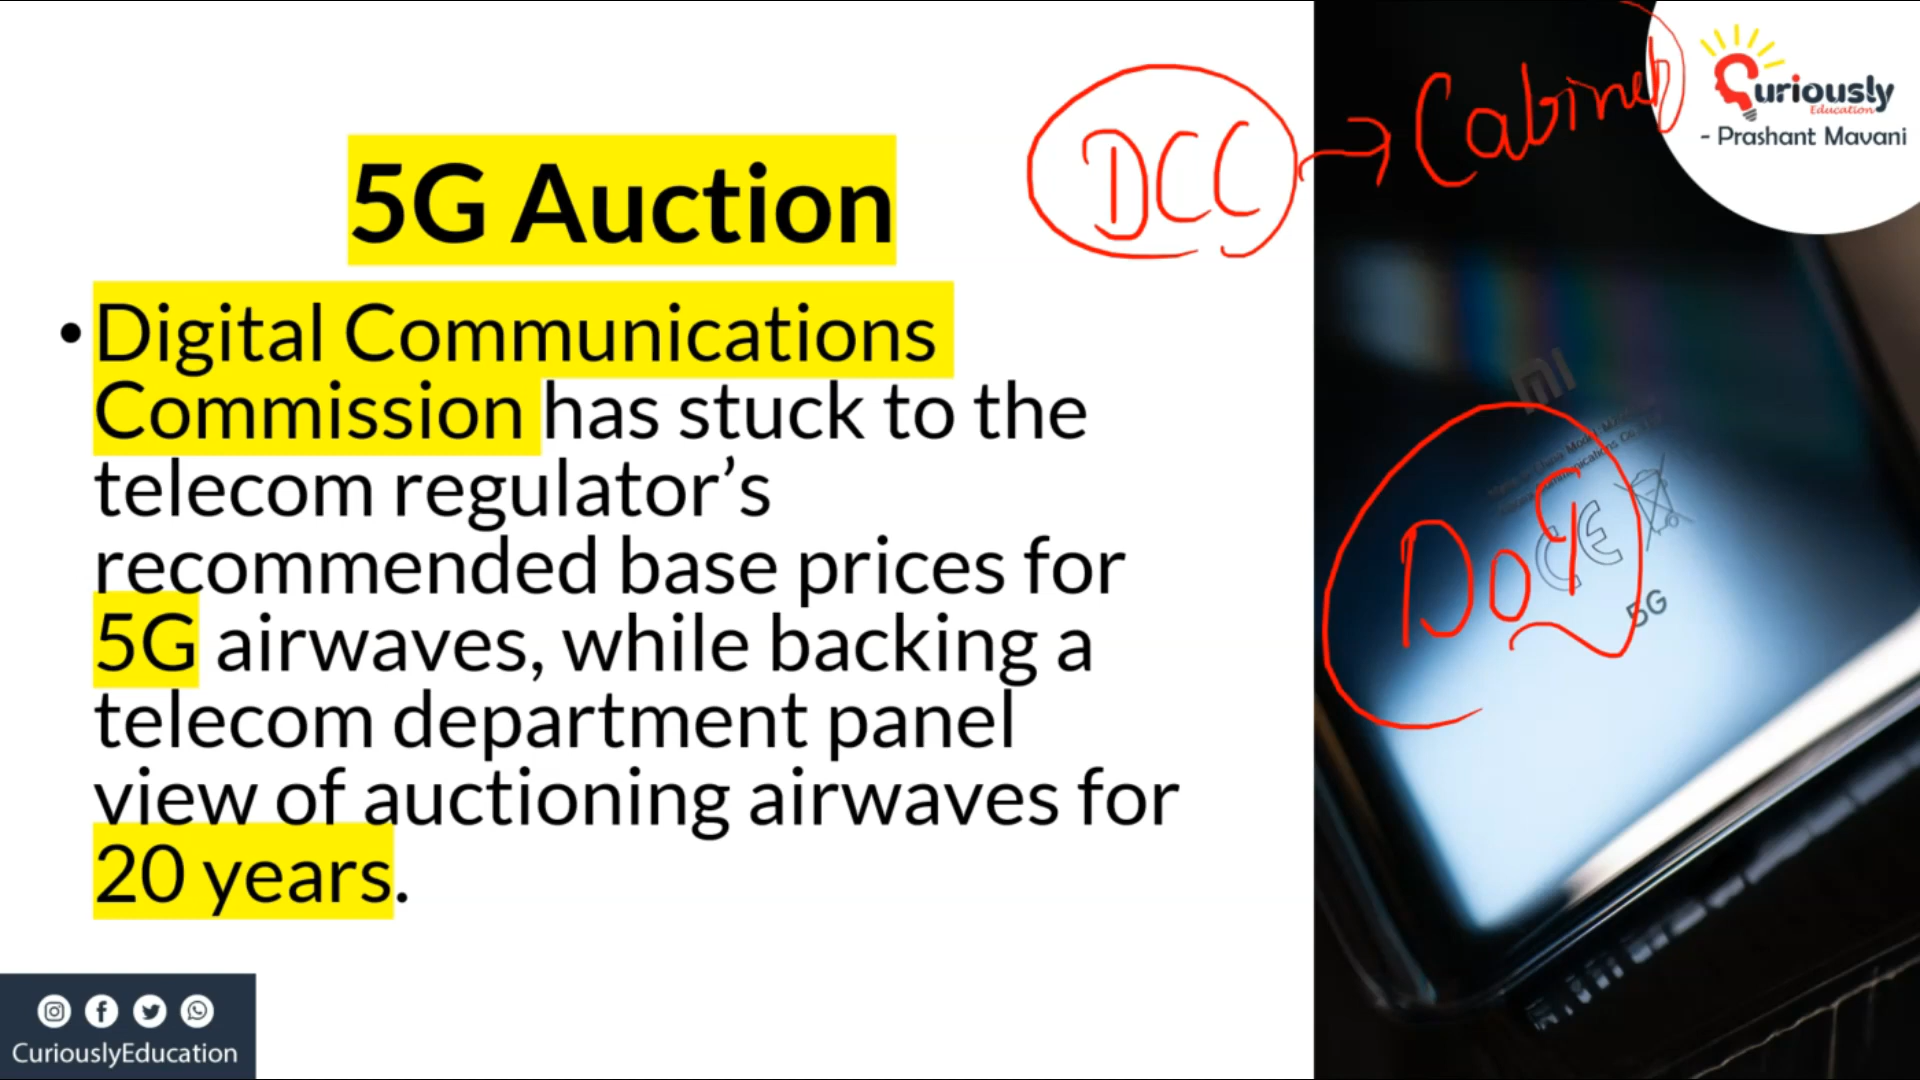 5G Auction
• Digital Communications
Commission has stuck to the
telecom regulator’s
recommended base prices for
5G airwaves, while backing a
telecom department panel
view of auctioning airwaves for
20 years.
DCC → Cabinet
Curiously
Education
- Prashant Mavani
MI
DoT
CE
5G
CuriouslyEducation